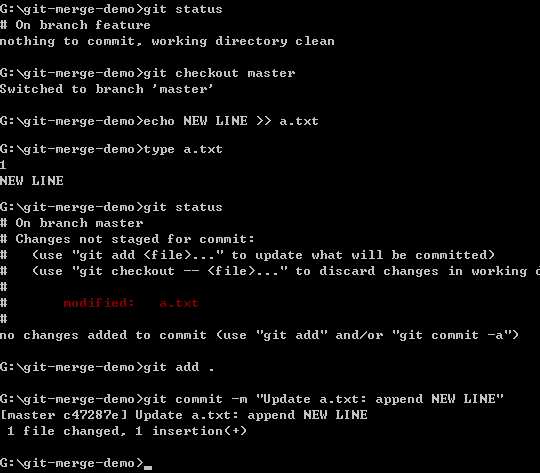 G:\git-merge-demo>git status
# On branch feature
nothing to commit, working directory clean
G:\git-merge-demo>git checkout master
Switched to branch 'master'
G:\git-merge-demo>echo NEW LINE >> a.txt
G:\git-merge-demo>type a.txt
1
NEW LINE
G:\git-merge-demo>git status
# On branch master
# Changes not staged for commit:
#   (use "git add <file>..." to update what will be committed)
#   (use "git checkout -- <file>..." to discard changes in working d
#
#       modified:   a.txt
#
no changes added to commit (use "git add" and/or "git commit -a")
G:\git-merge-demo>git add .
G:\git-merge-demo>git commit -m "Update a.txt: append NEW LINE"
[master c47287e] Update a.txt: append NEW LINE
 1 file changed, 1 insertion(+)
G:\git-merge-demo>